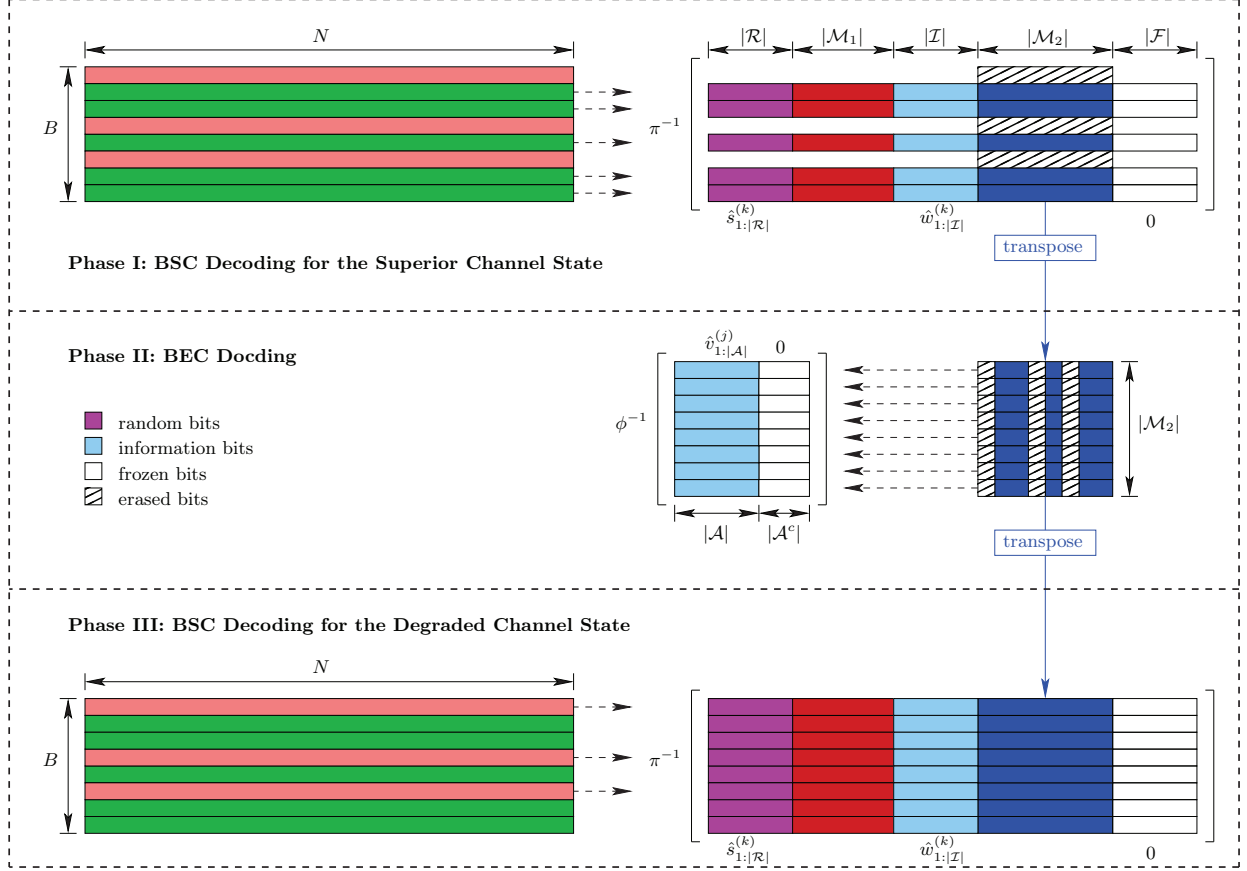 N |R| |M₁| |I| |M₂| |F|
B π⁻¹
ŝ^{(k)}_{1:|R|} ŵ^{(k)}_{1:|I|} 0
transpose
Phase I: BSC Decoding for the Superior Channel State
v̂^{(j)}_{1:|A|} 0
Phase II: BEC Docding
φ⁻¹ |M₂|
random bits
information bits
frozen bits
erased bits
|A| |Aᶜ|
transpose
Phase III: BSC Decoding for the Degraded Channel State
N
B π⁻¹
ŝ^{(k)}_{1:|R|} ŵ^{(k)}_{1:|I|} 0